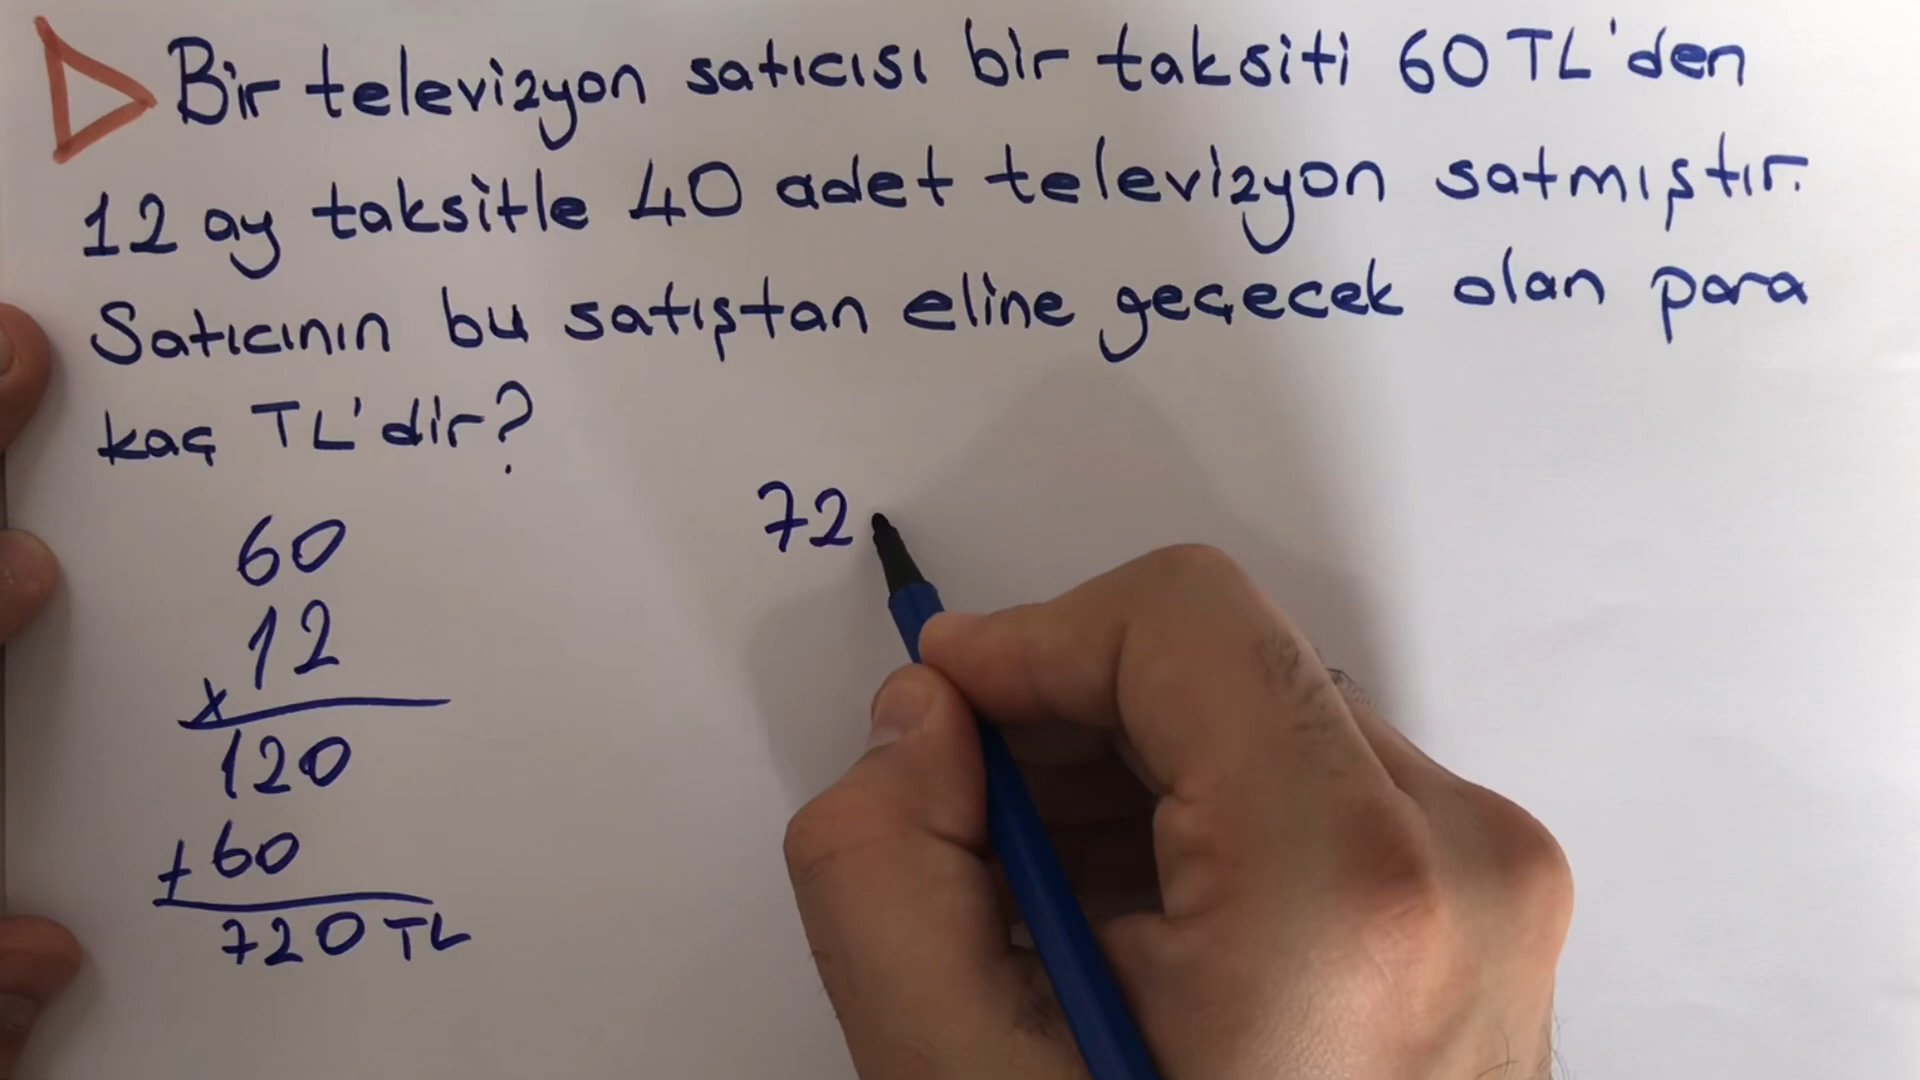 Bir televizyon satıcısı bir taksiti 60 TL'den
12 ay taksitle 40 adet televizyon satmıştır.
Satıcının bu satıştan eline geçecek olan para
kaç TL'dir?
60
12
x
120
+ 60
720 TL
72